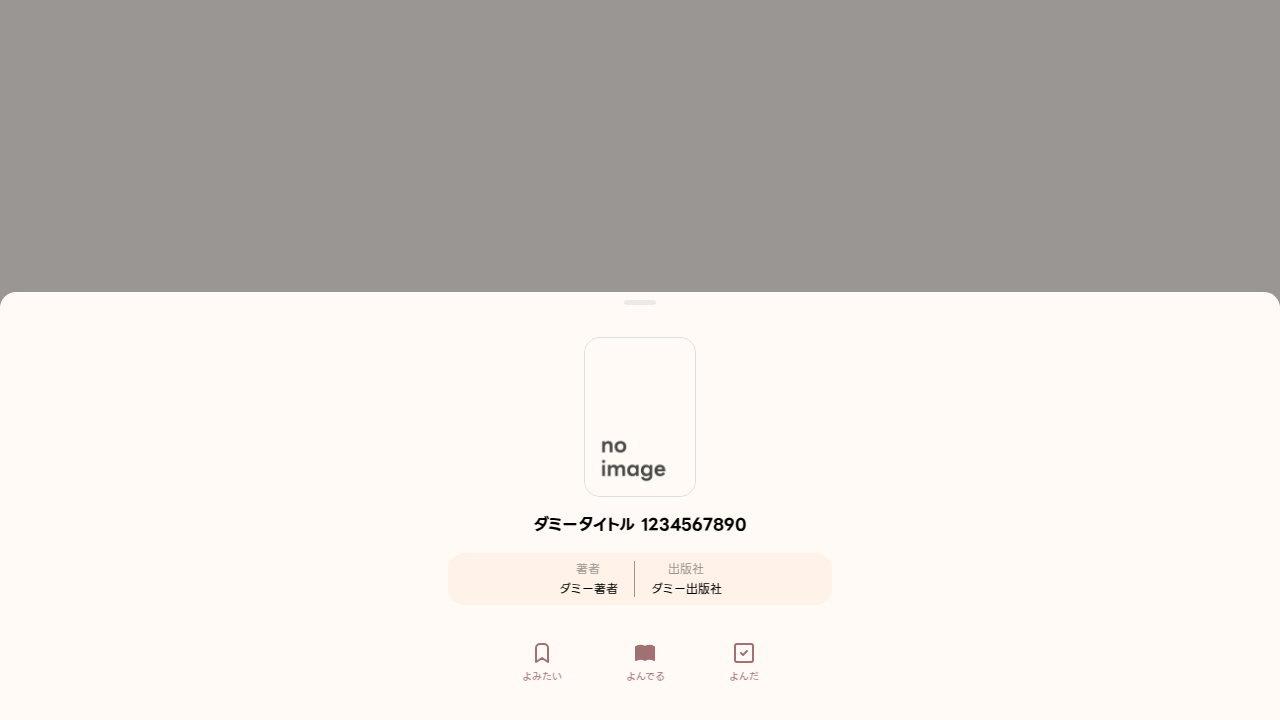 no
image
ダミータイトル 1234567890
著者
ダミー著者
出版社
ダミー出版社
よみたい
よんでる
よんだ